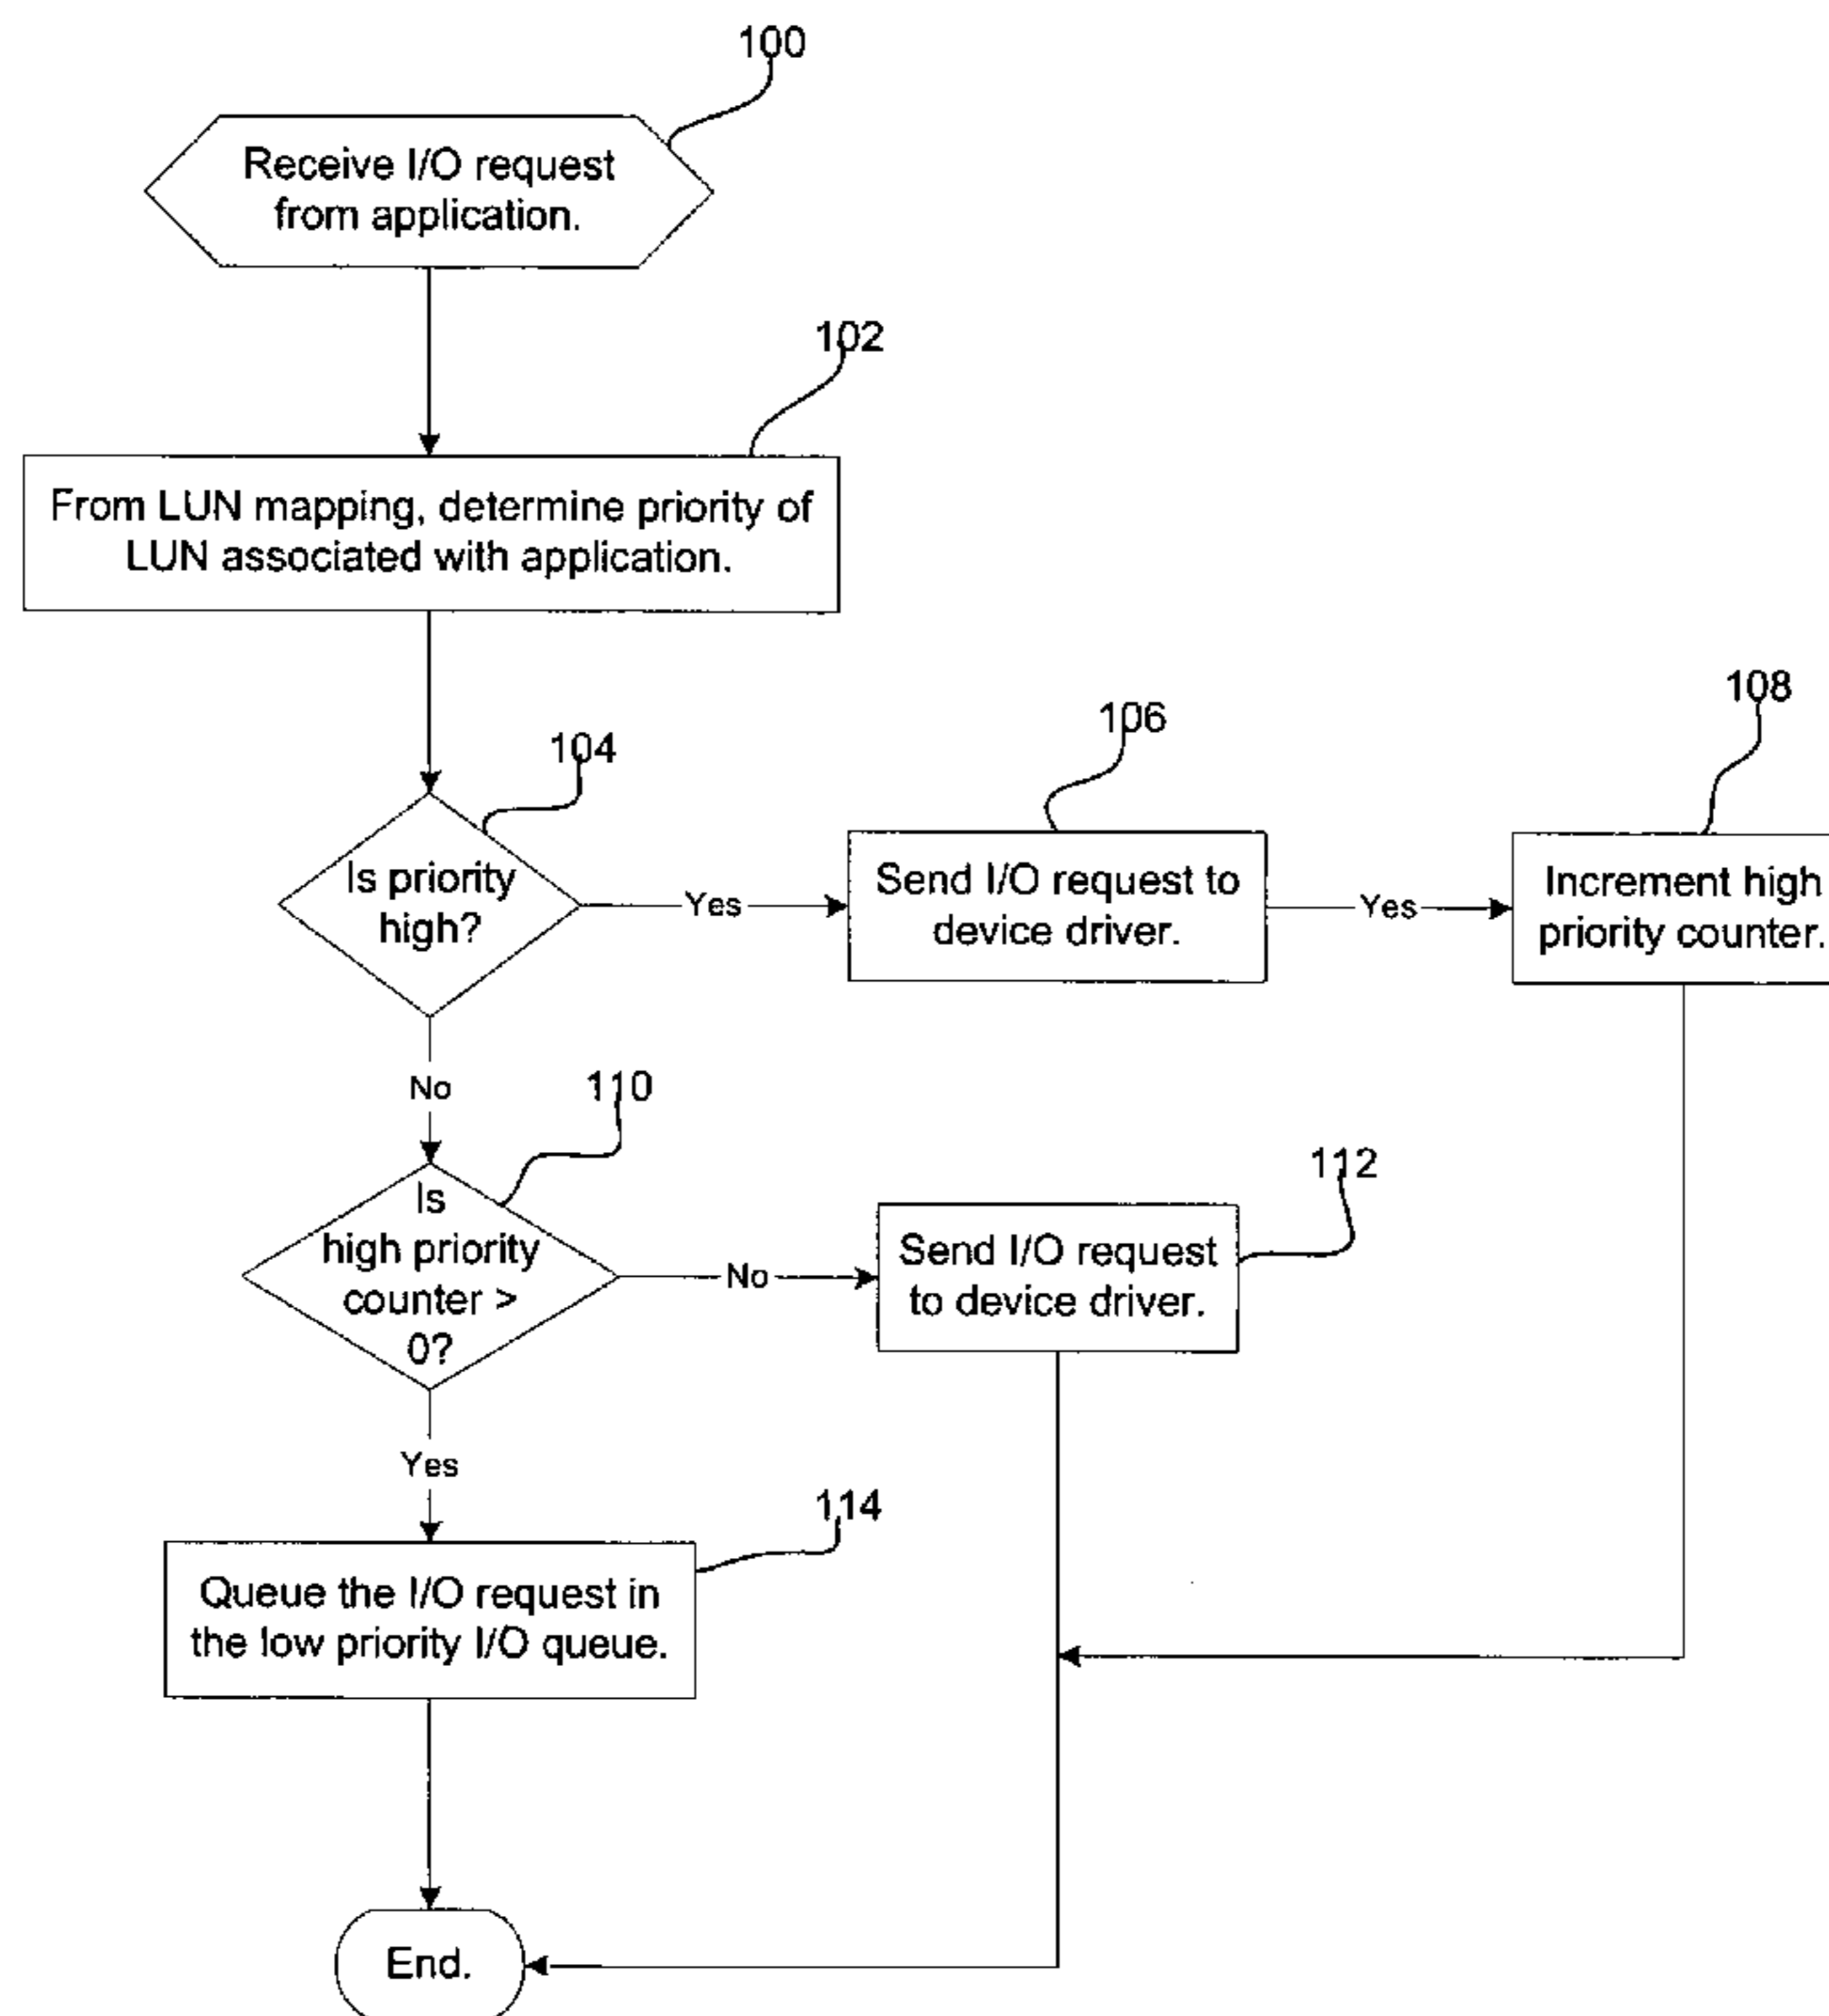 100
Receive I/O request
from application.
102
From LUN mapping, determine priority of
LUN associated with application.
104
Is priority
high?
Yes
106
Send I/O request to
device driver.
Yes
108
Increment high
priority counter.
No
110
Is
high priority
counter >
0?
No
112
Send I/O request
to device driver.
Yes
114
Queue the I/O request in
the low priority I/O queue.
End.